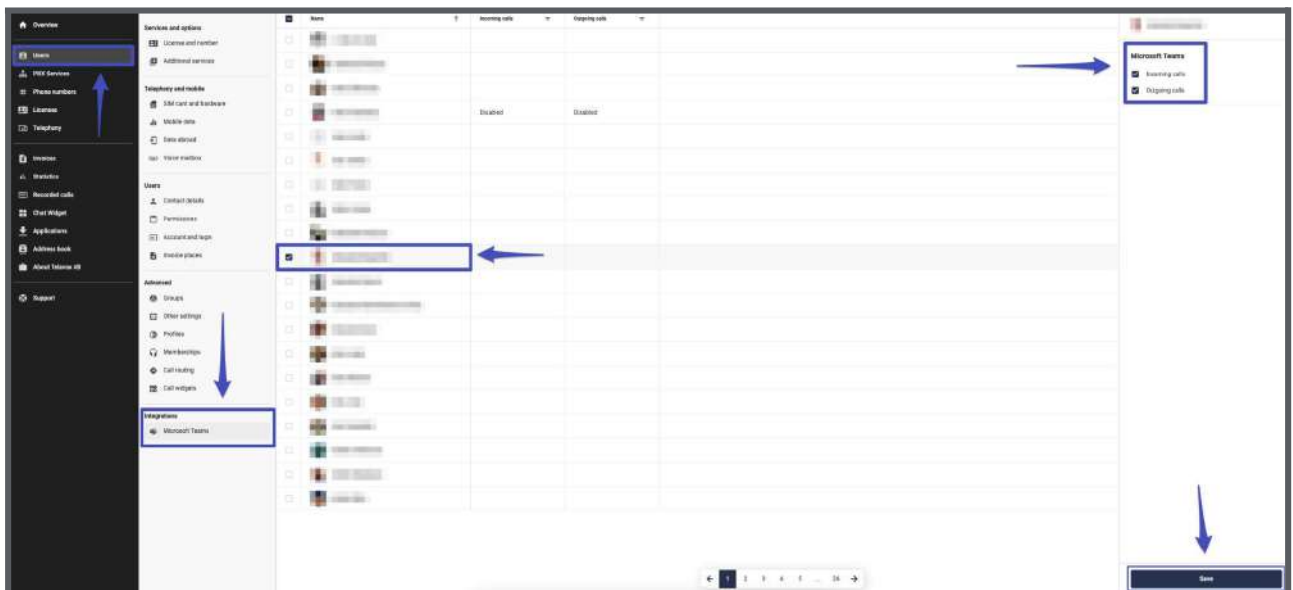 Overview
Users
PBX Services
Phone numbers
Licenses
Telephony
Invoices
Statistics
Recorded calls
Chat Widget
Applications
Address book
About Telavox AB
Support
Services and options
License and number
Additional services
Telephony and mobile
SIM card and hardware
Mobile data
Data abroad
Voice mailbox
Users
Contact details
Permissions
Account and login
Invoice places
Advanced
Groups
Other settings
Profiles
Memberships
Call routing
Call widgets
Integrations
Microsoft Teams
Name
Incoming calls
Outgoing calls
Disabled
Disabled
1 2 3 4 5 ...
Microsoft Teams
Incoming calls
Outgoing calls
Save